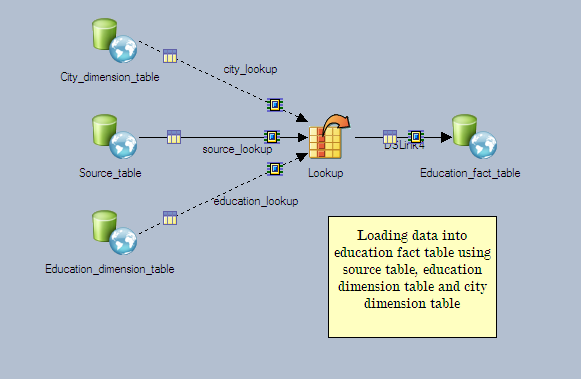 City_dimension_table
city_lookup
Source_table
source_lookup
Lookup
DSLink4
Education_fact_table
education_lookup
Education_dimension_table
Loading data into
education fact table using
source table, education
dimension table and city
dimension table